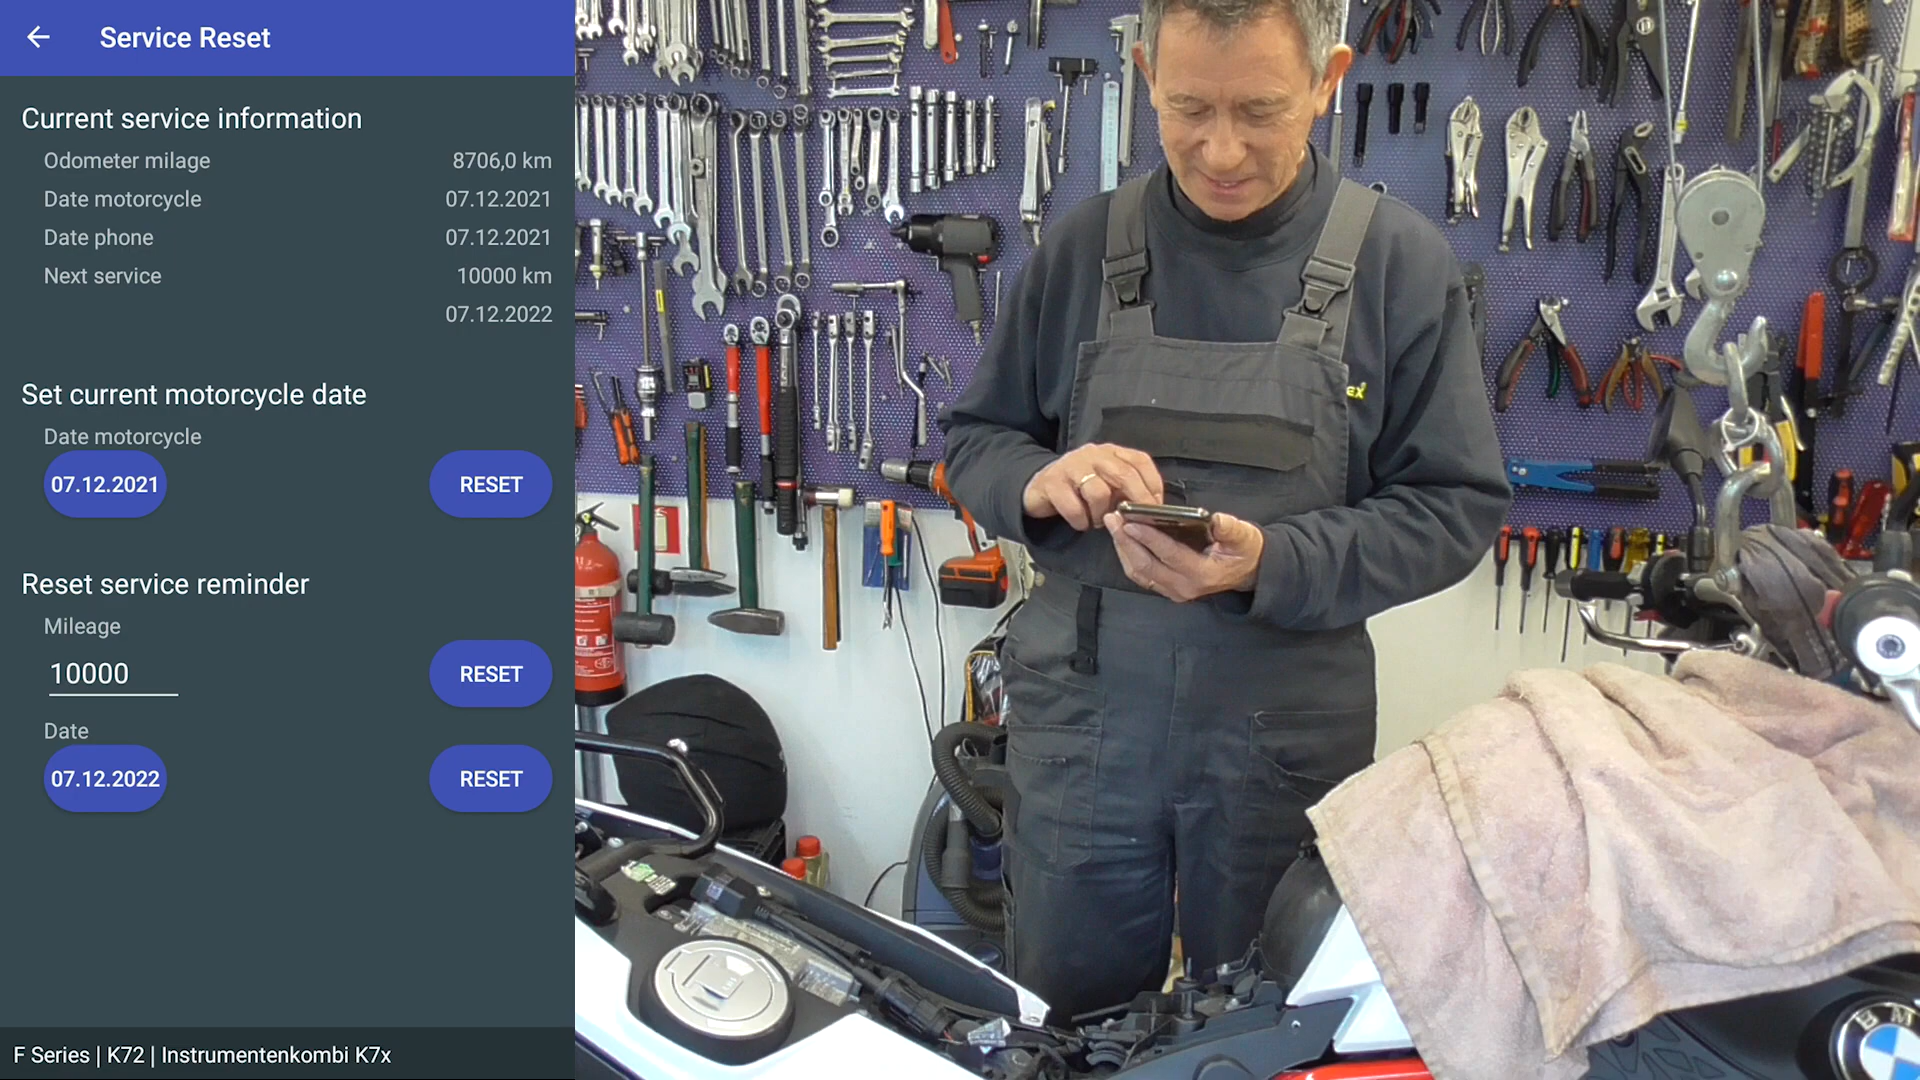 Service Reset
Current service information
Odometer milage 8706,0 km
Date motorcycle 07.12.2021
Date phone 07.12.2021
Next service 10000 km
07.12.2022
Set current motorcycle date
Date motorcycle
07.12.2021 RESET
Reset service reminder
Mileage
10000 RESET
Date
07.12.2022 RESET
F Series | K72 | Instrumentenkombi K7x
EX
BM